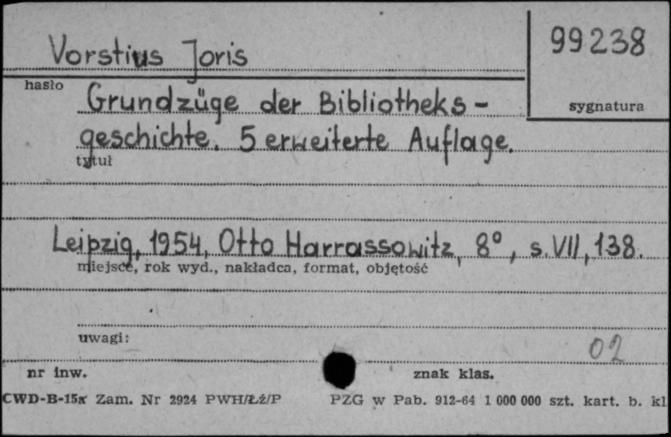 Vorstius Joris
99238
hasło
sygnatura
Grundzüge der Bibliotheks-
geschichte. 5 erweiterte Auflage.
tytuł
Leipzig, 1954, Otto Harrassowitz, 8°, s. VII, 138.
miejsce, rok wyd., nakładca, format, objętość
uwagi:
02
nr inw.
znak klas.
CWD-B-15x Zam. Nr 2924 PWH/Łź/P PZG w Pab. 912-64 1 000 000 szt. kart. b. kl